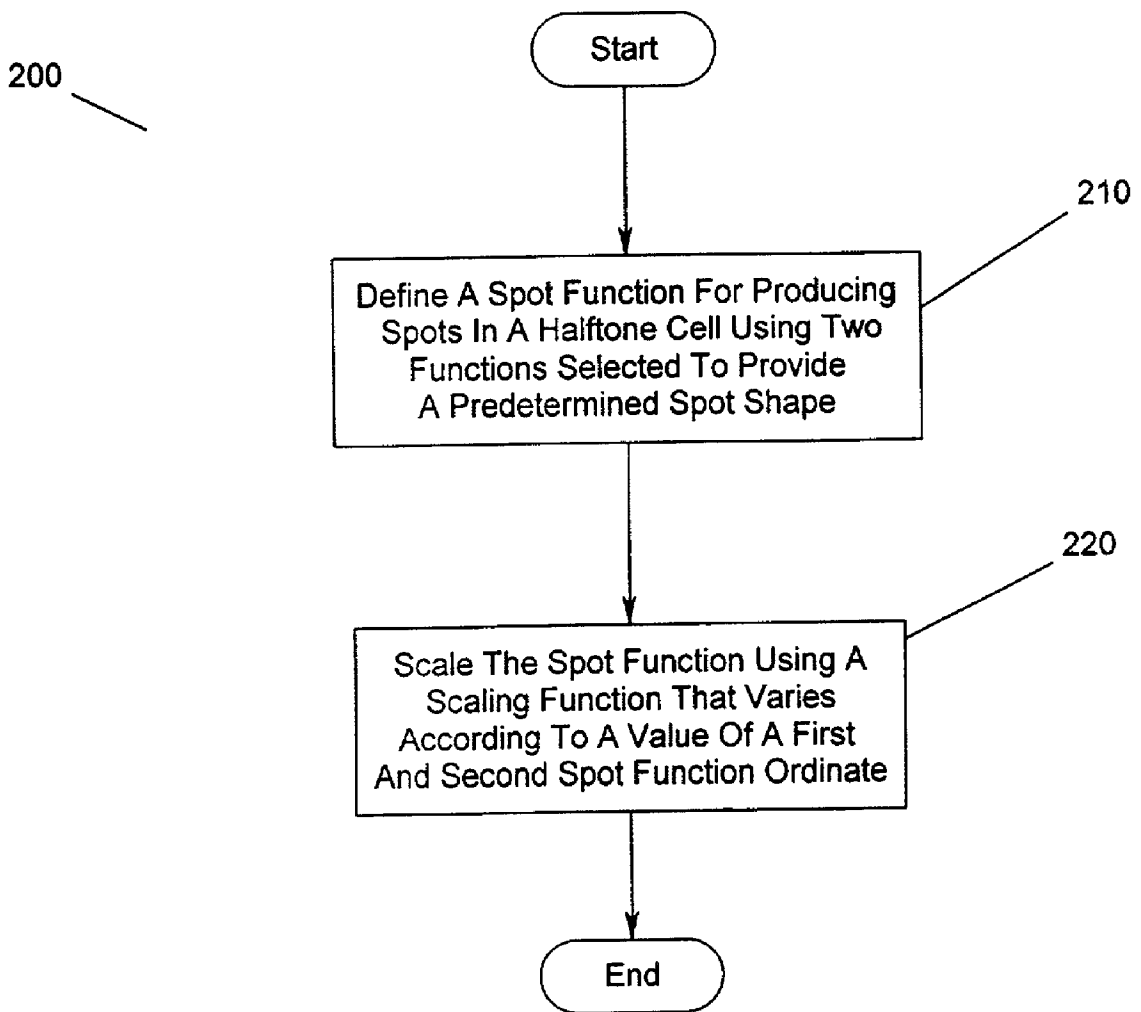 Start
200
210
Define A Spot Function For Producing
Spots In A Halftone Cell Using Two
Functions Selected To Provide
A Predetermined Spot Shape
220
Scale The Spot Function Using A
Scaling Function That Varies
According To A Value Of A First
And Second Spot Function Ordinate
End